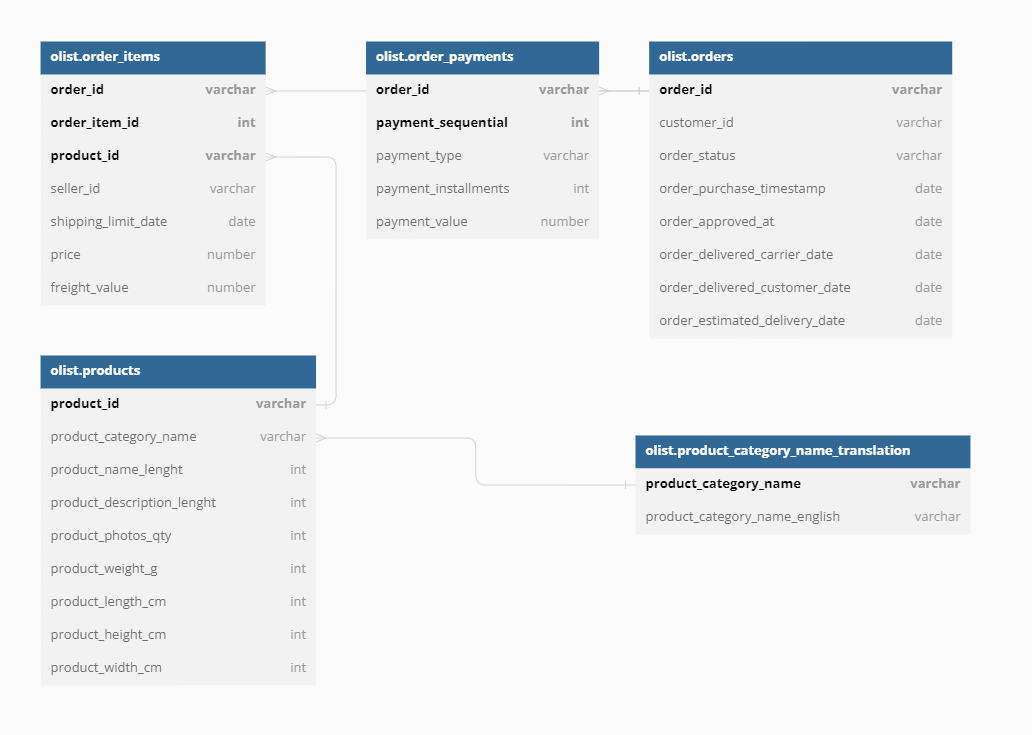 olist.order_items
order_id varchar
order_item_id int
product_id varchar
seller_id varchar
shipping_limit_date date
price number
freight_value number
olist.order_payments
order_id varchar
payment_sequential int
payment_type varchar
payment_installments int
payment_value number
olist.orders
order_id varchar
customer_id varchar
order_status varchar
order_purchase_timestamp date
order_approved_at date
order_delivered_carrier_date date
order_delivered_customer_date date
order_estimated_delivery_date date
olist.products
product_id varchar
product_category_name varchar
product_name_lenght int
product_description_lenght int
product_photos_qty int
product_weight_g int
product_length_cm int
product_height_cm int
product_width_cm int
olist.product_category_name_translation
product_category_name varchar
product_category_name_english varchar